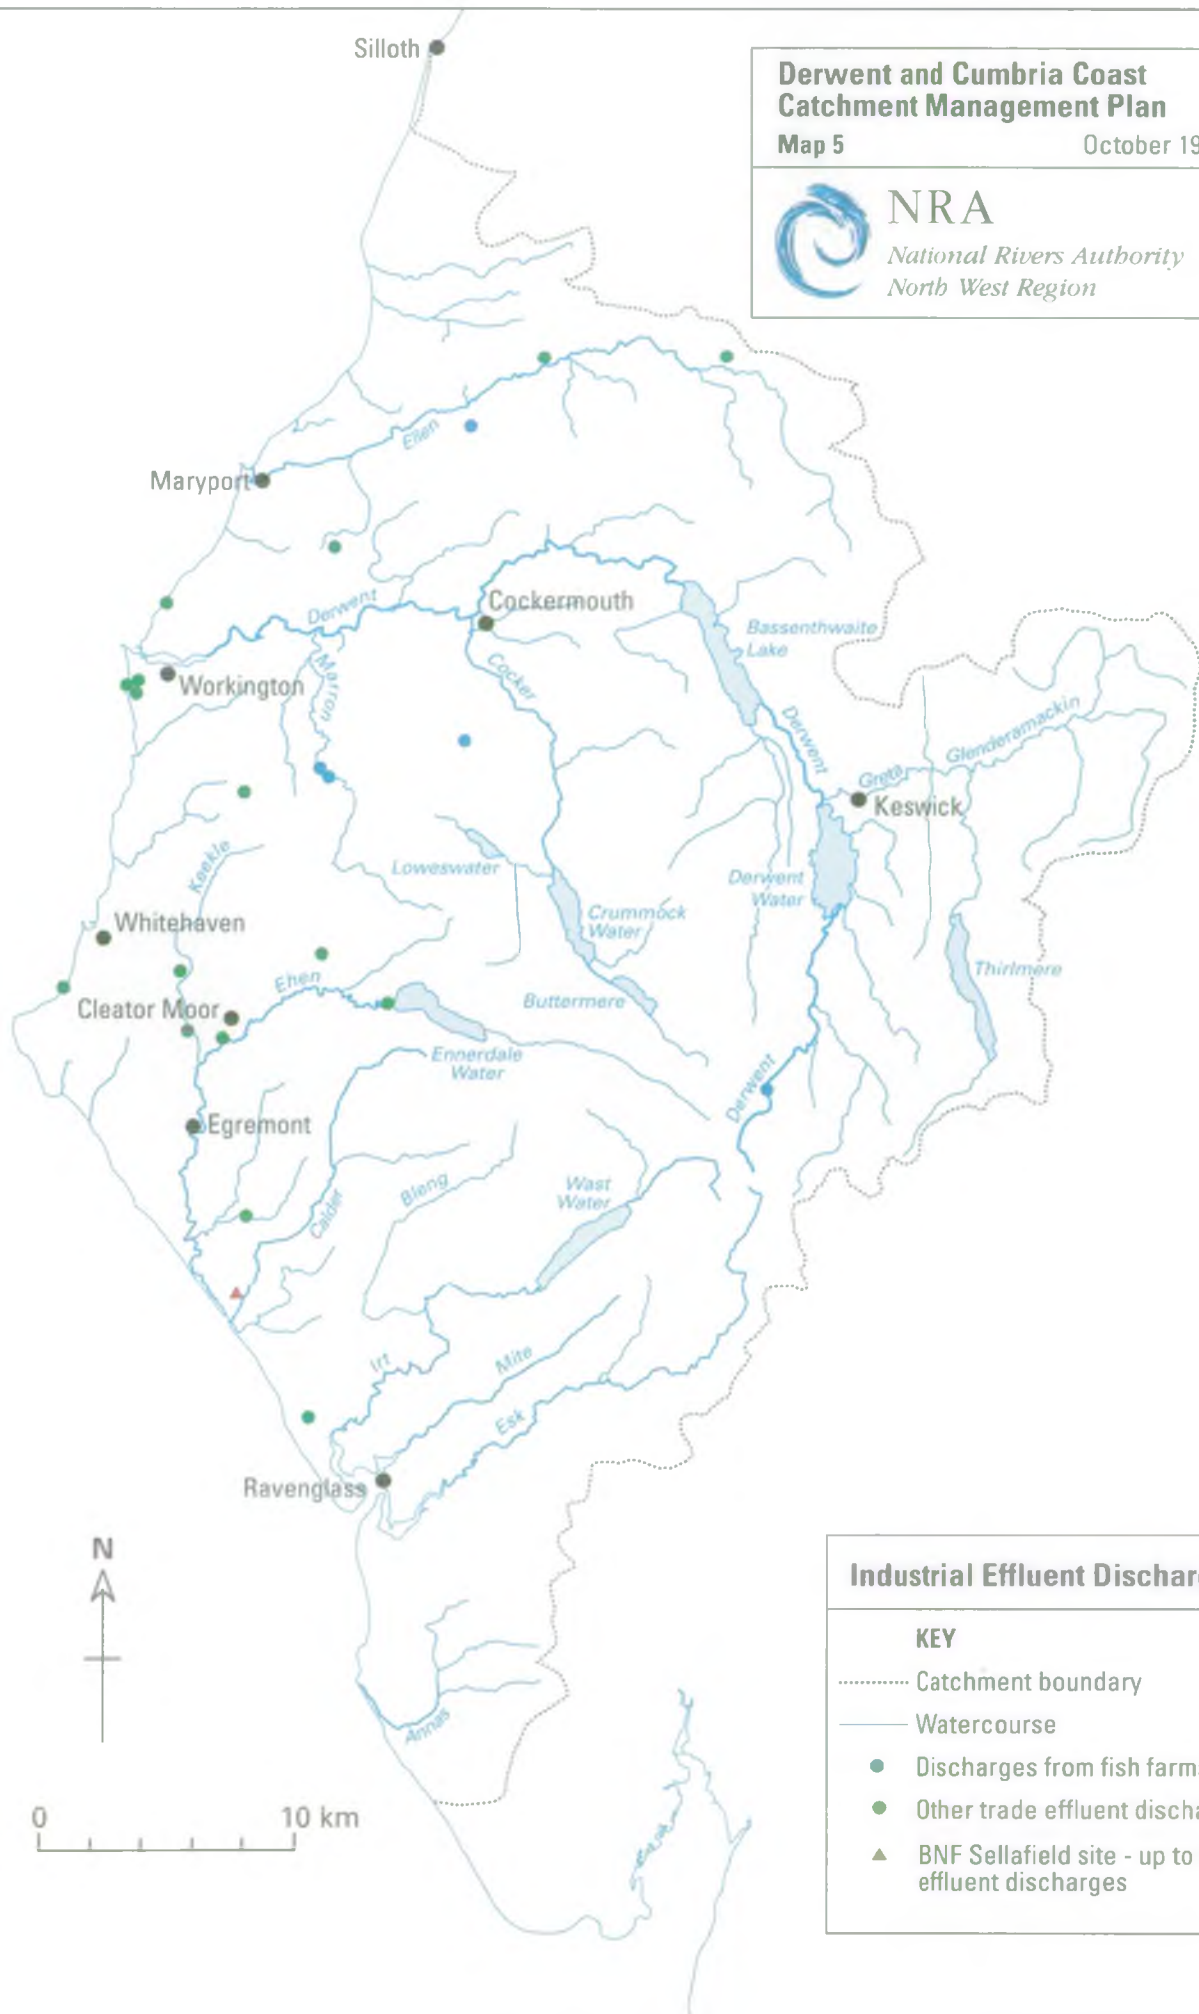 Silloth
Derwent and Cumbria Coast
Catchment Management Plan
Map 5 October 19
NRA
National Rivers Authority
North West Region
Ellen
Maryport
Derwent
Cockermouth
Bassenthwaite
Lake
Workington
Marron
Cocker
Derwent
Greta
Glenderamackin
Keswick
Loweswater
Keekle
Derwent
Water
Crummock
Water
Whitehaven
Thirlmere
Ehen
Buttermere
Cleator Moor
Ennerdale
Water
Derwent
Egremont
Calder
Bleng
Wast
Water
Irt
Mite
Esk
Ravenglass
N
Annas
0 10 km
Industrial Effluent Dischar
KEY
Catchment boundary
Watercourse
Discharges from fish farm
Other trade effluent discha
BNF Sellafield site - up to
effluent discharges